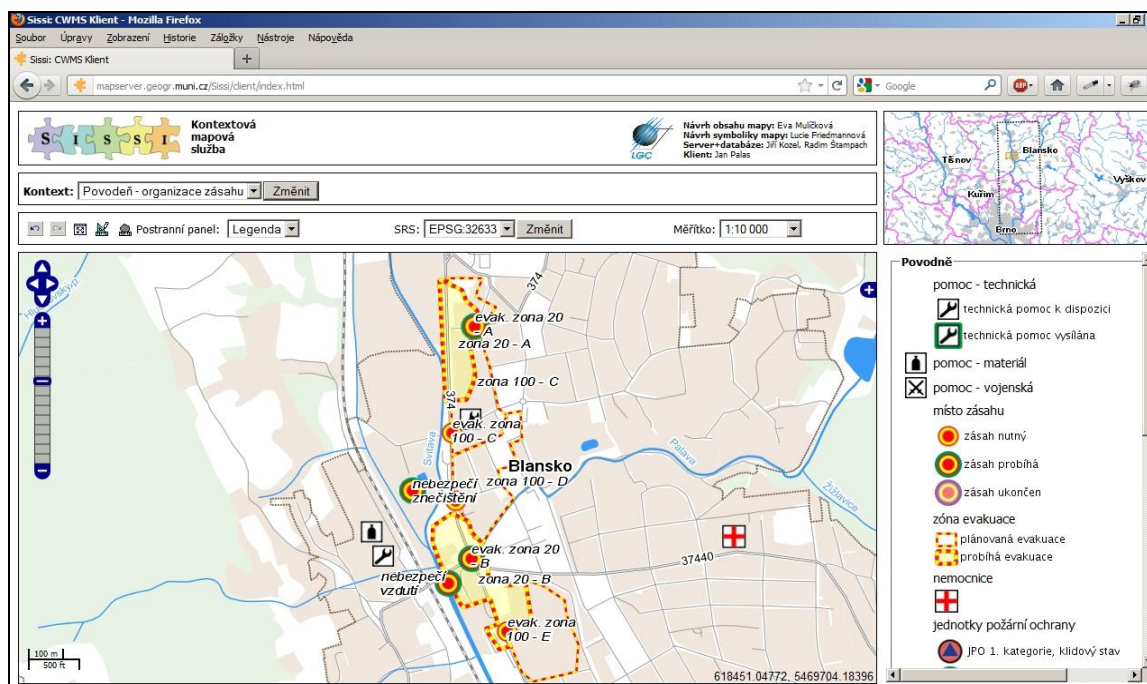 Sissi: CWMS Klient - Mozilla Firefox
Soubor Úpravy Zobrazení Historie Záložky Nástroje Nápověda
Sissi: CWMS Klient
mapserver.geogr.muni.cz/Sissi/client/index.html
Google
ABP
S I S S I
Kontextová
mapová
služba
LGC
Návrh obsahu mapy: Eva Mulíčková
Návrh symboliky mapy: Lucie Friedmannová
Server+databáze: Jiří Kozel, Radim Štampach
Klient: Jan Palas
Kontext: Povodeň - organizace zásahu Změnit
Postranní panel: Legenda SRS: EPSG:32633 Změnit Měřítko: 1:10 000
Tišnov
Blansko
Vyškov
Kuřim
Brno
374
evak. zona 20
- A
zona 20 - A
zona 100 - C
374
evak. zona
100 - C
Svitava
Blansko
Palava
zona 100 - D
nebezpečí
znečištění
Žižlavice
evak. zona 20
- B
37440
nebezpečí
vzdutí
zona 20 - B
evak. zona
100 - E
100 m
500 ft
618451.04772, 5469704.18396
Povodně
pomoc - technická
technická pomoc k dispozici
technická pomoc vysílána
pomoc - materiál
pomoc - vojenská
místo zásahu
zásah nutný
zásah probíhá
zásah ukončen
zóna evakuace
plánovaná evakuace
probíhá evakuace
nemocnice
jednotky požární ochrany
JPO 1. kategorie, klidový stav